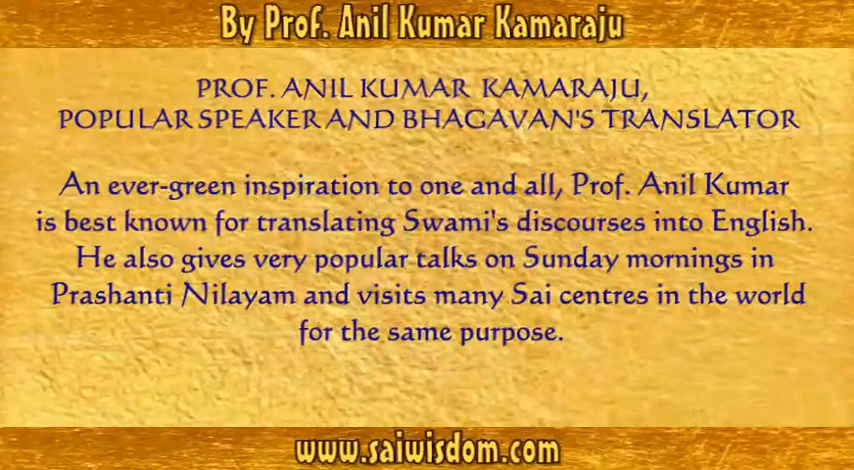 By Prof. Anil Kumar Kamaraju
PROF. ANIL KUMAR KAMARAJU,
POPULAR SPEAKER AND BHAGAVAN'S TRANSLATOR
An ever-green inspiration to one and all, Prof. Anil Kumar
is best known for translating Swami's discourses into English.
He also gives very popular talks on Sunday mornings in
Prashanti Nilayam and visits many Sai centres in the world
for the same purpose.
www.saiwisdom.com